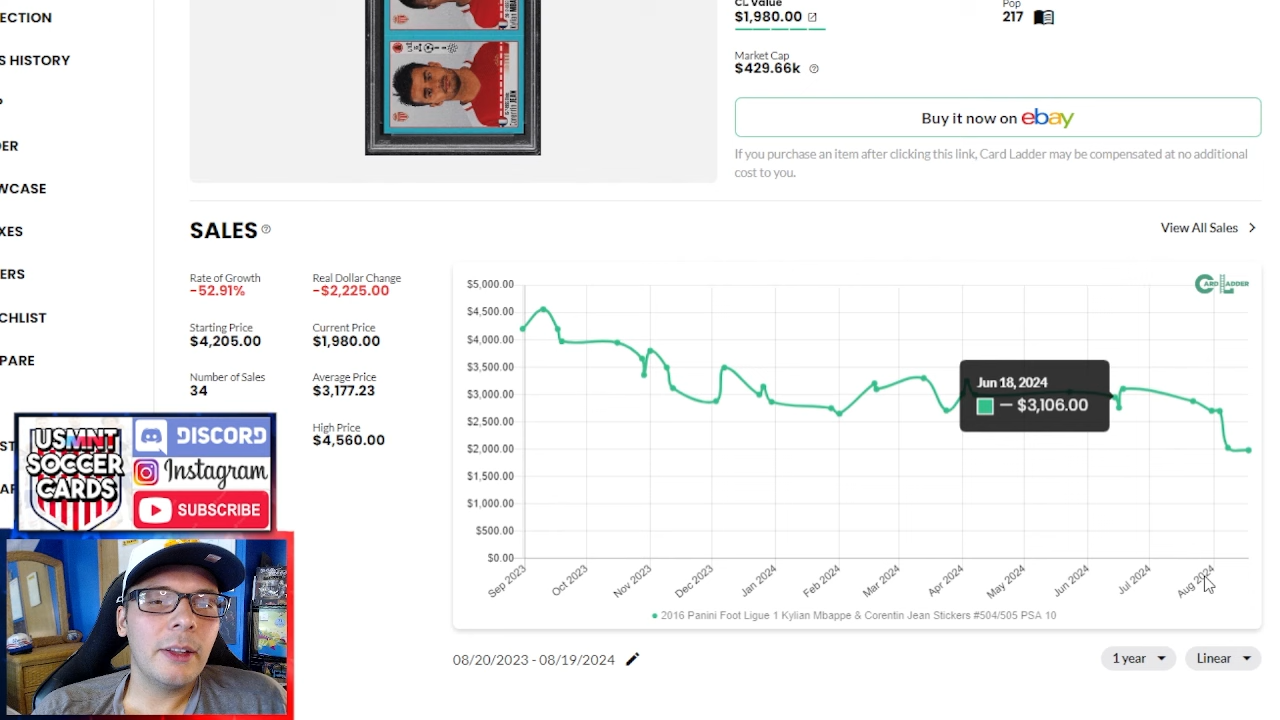 ECTION
S HISTORY
P
DER
WCASE
XES
ERS
CHLIST
PARE
CL Value
$1,980.00
Pop
217
Market Cap
$429.66k
Buy it now on ebay
If you purchase an item after clicking this link, Card Ladder may be compensated at no additional
cost to you.
SALES
View All Sales
Rate of Growth
-52.91%
Real Dollar Change
-$2,225.00
Starting Price
$4,205.00
Current Price
$1,980.00
Number of Sales
34
Average Price
$3,177.23
High Price
$4,560.00
CARD LADDER
$5,000.00
$4,500.00
$4,000.00
$3,500.00
$3,000.00
$2,500.00
$2,000.00
$1,500.00
$1,000.00
$500.00
$0.00
Jun 18, 2024
— $3,106.00
Sep 2023
Oct 2023
Nov 2023
Dec 2023
Jan 2024
Feb 2024
Mar 2024
Apr 2024
May 2024
Jun 2024
Jul 2024
Aug 2024
2016 Panini Foot Ligue 1 Kylian Mbappe & Corentin Jean Stickers #504/505 PSA 10
08/20/2023 - 08/19/2024
1 year
Linear
ST
USMNT
SOCCER
CARDS
DISCORD
Instagram
SUBSCRIBE